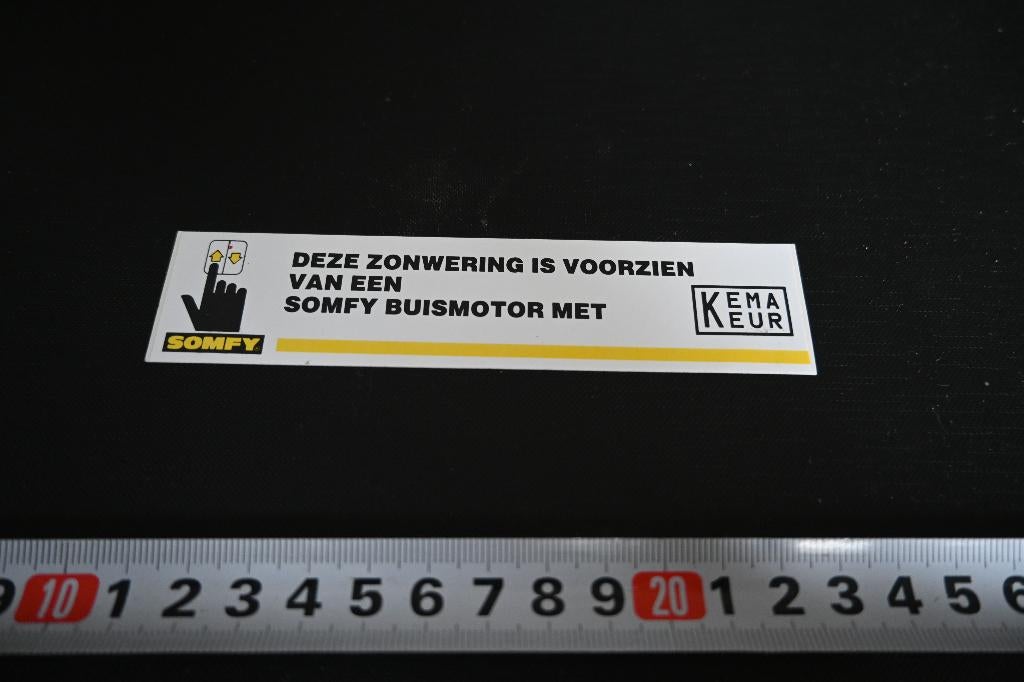 DEZE ZONWERING IS VOORZIEN
VAN EEN
SOMFY BUISMOTOR MET
KEMA
KEUR
SOMFY
10 1 2 3 4 5 6 7 8 9 20 1 2 3 4 5 6